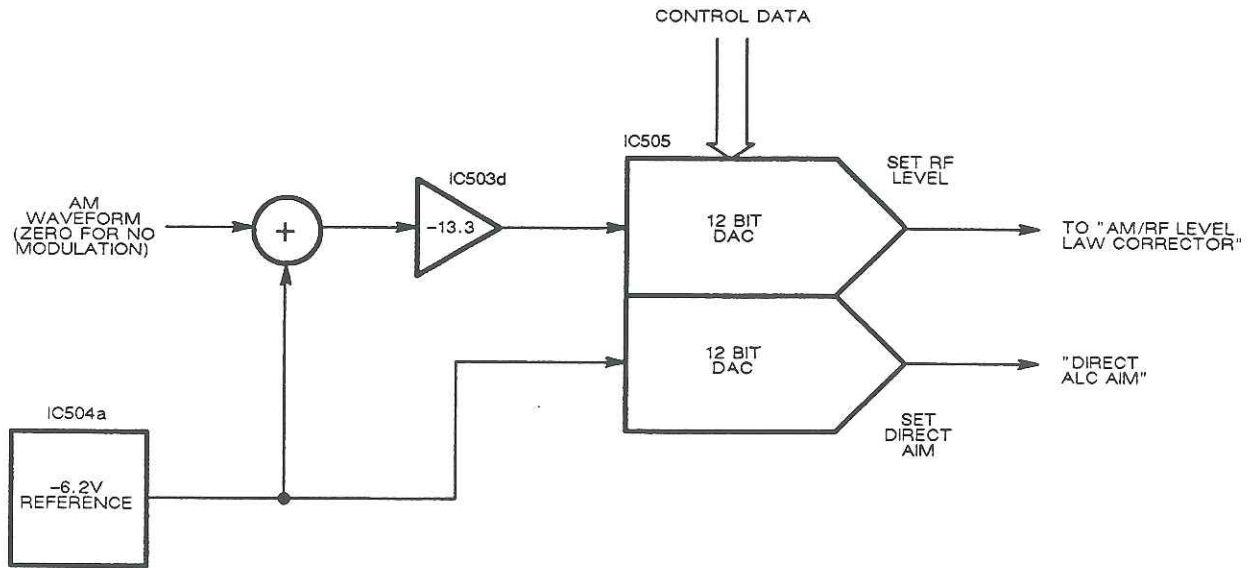 CONTROL DATA
IC505
SET RF
LEVEL
IC503d
AM
WAVEFORM
(ZERO FOR NO
MODULATION)
+
-13.3
12 BIT
DAC
TO "AM/RF LEVEL
LAW CORRECTOR"
12 BIT
DAC
"DIRECT
ALC AIM"
IC504a
SET
DIRECT
AIM
-6.2V
REFERENCE